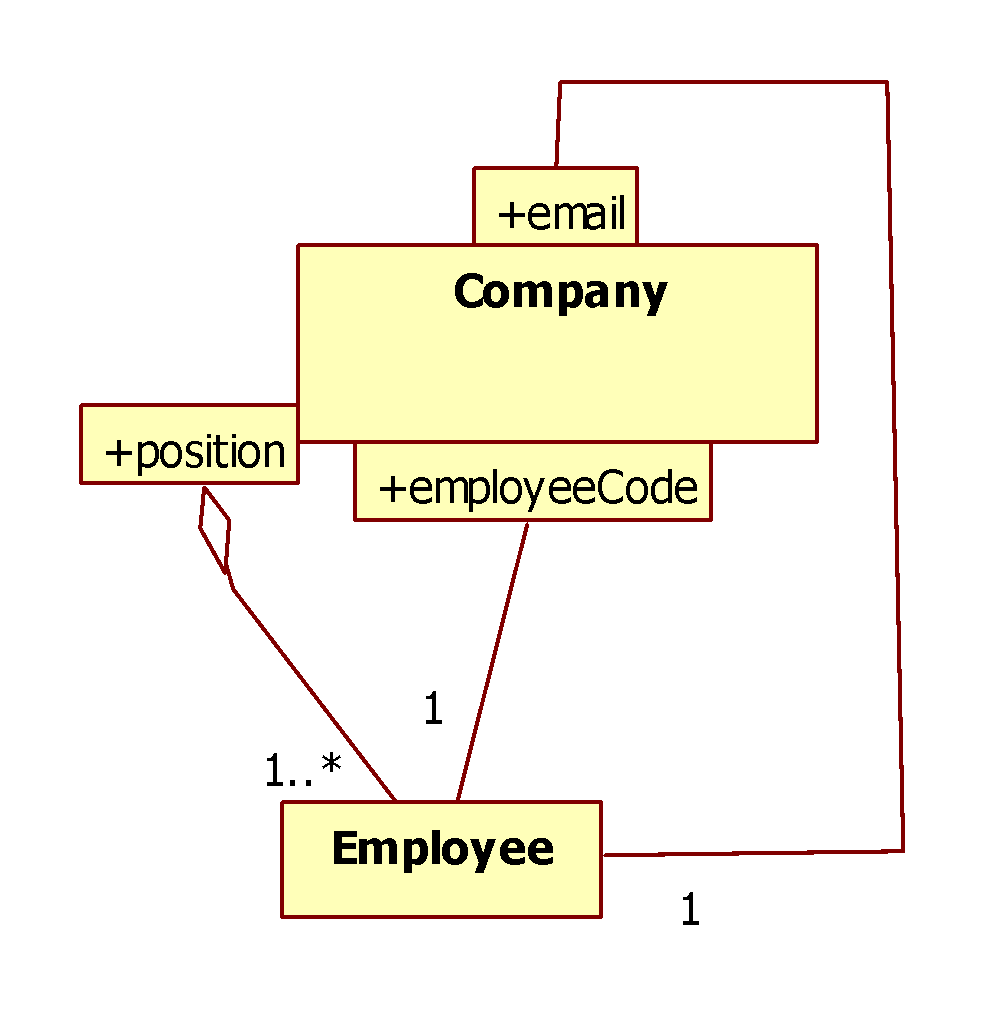 +email
Company
+position
+employeeCode
1
1..*
Employee
1